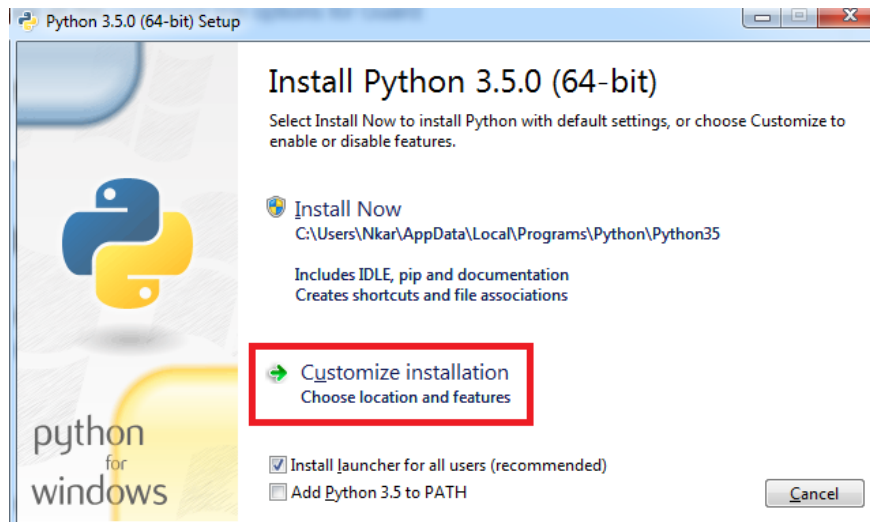 Python 3.5.0 (64-bit) Setup
Install Python 3.5.0 (64-bit)
Select Install Now to install Python with default settings, or choose Customize to
enable or disable features.
Install Now
C:\Users\Nkar\AppData\Local\Programs\Python\Python35
Includes IDLE, pip and documentation
Creates shortcuts and file associations
Customize installation
Choose location and features
python
for
windows
Install launcher for all users (recommended)
Add Python 3.5 to PATH
Cancel